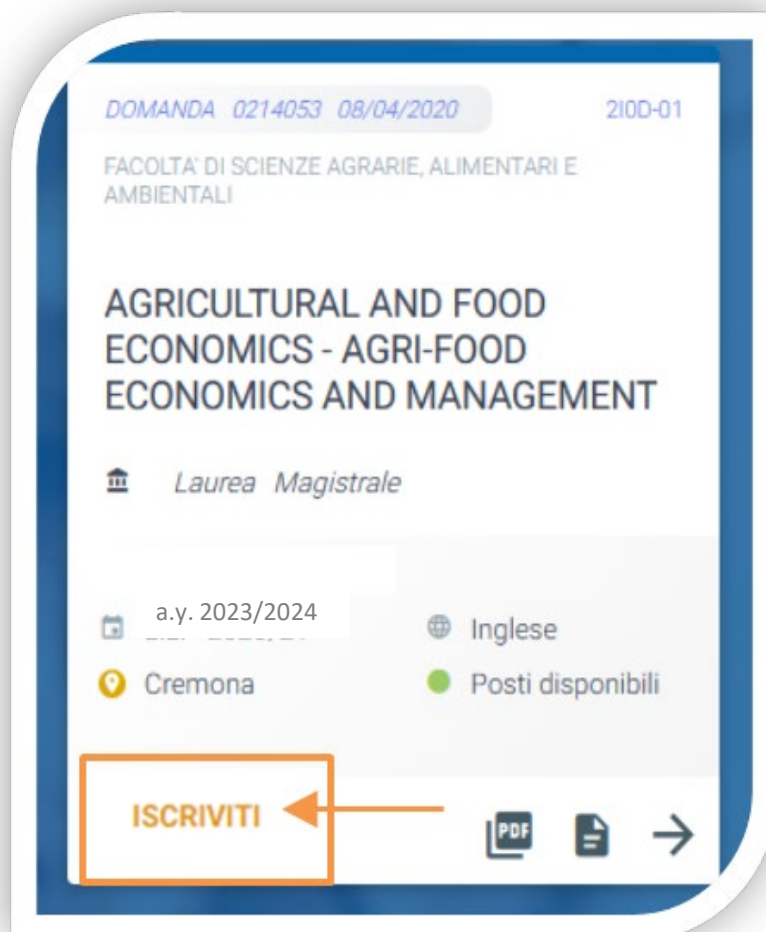 DOMANDA 0214053 08/04/2020
2I0D-01
FACOLTA' DI SCIENZE AGRARIE, ALIMENTARI E
AMBIENTALI
AGRICULTURAL AND FOOD
ECONOMICS - AGRI-FOOD
ECONOMICS AND MANAGEMENT
Laurea Magistrale
a.y. 2023/2024
Inglese
Cremona
Posti disponibili
ISCRIVITI
PDF